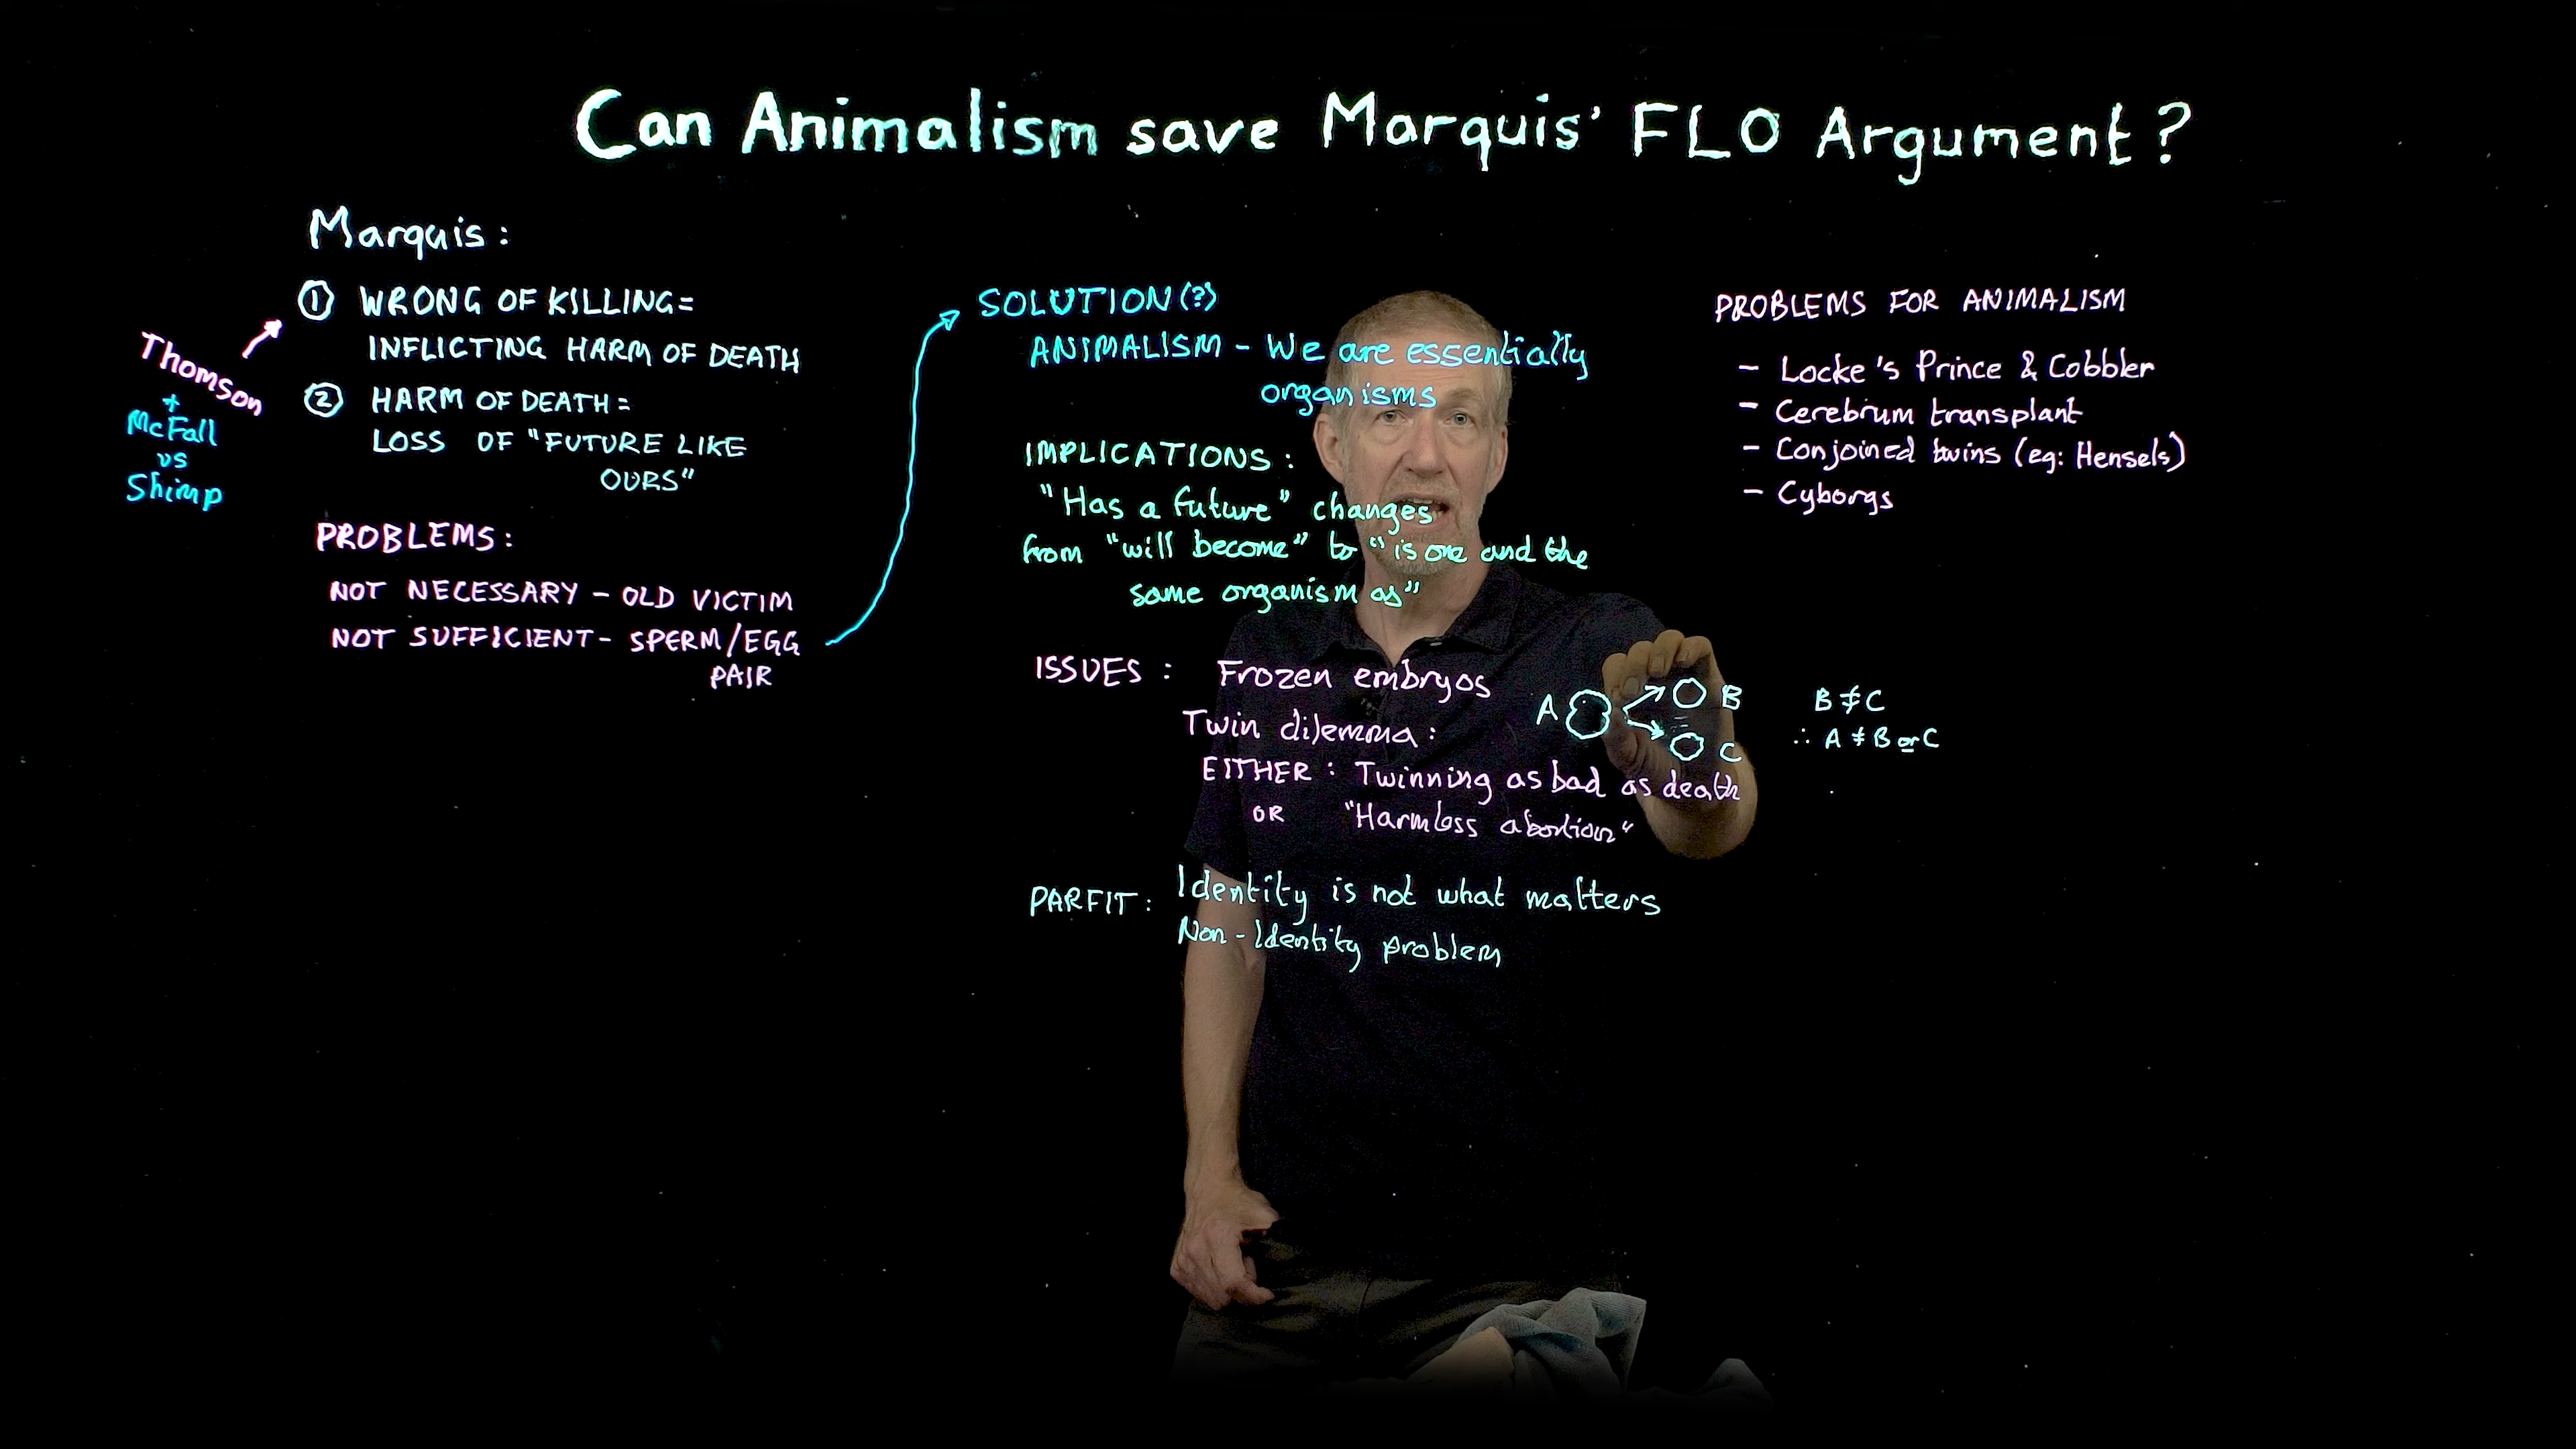 Can Animalism save Marquis' FLO Argument?
Marquis:
① WRONG OF KILLING =
INFLICTING HARM OF DEATH
② HARM OF DEATH =
LOSS OF "FUTURE LIKE
OURS"
Thomson
+
McFall
vs
Shimp
PROBLEMS:
NOT NECESSARY - OLD VICTIM
NOT SUFFICIENT - SPERM/EGG
PAIR
SOLUTION(?)
ANIMALISM - We are essentially
organisms
IMPLICATIONS:
"Has a future" changes
from "will become" to "is one and the
same organism as"
ISSUES: Frozen embryos
Twin dilemma:
A B
C
B ≠ C
∴ A ≠ B or C
EITHER: Twinning as bad as death
OR "Harmless abortion"
PARFIT: Identity is not what matters
Non-Identity problem
PROBLEMS FOR ANIMALISM
- Locke's Prince & Cobbler
- Cerebrum transplant
- Conjoined twins (eg: Hensels)
- Cyborgs